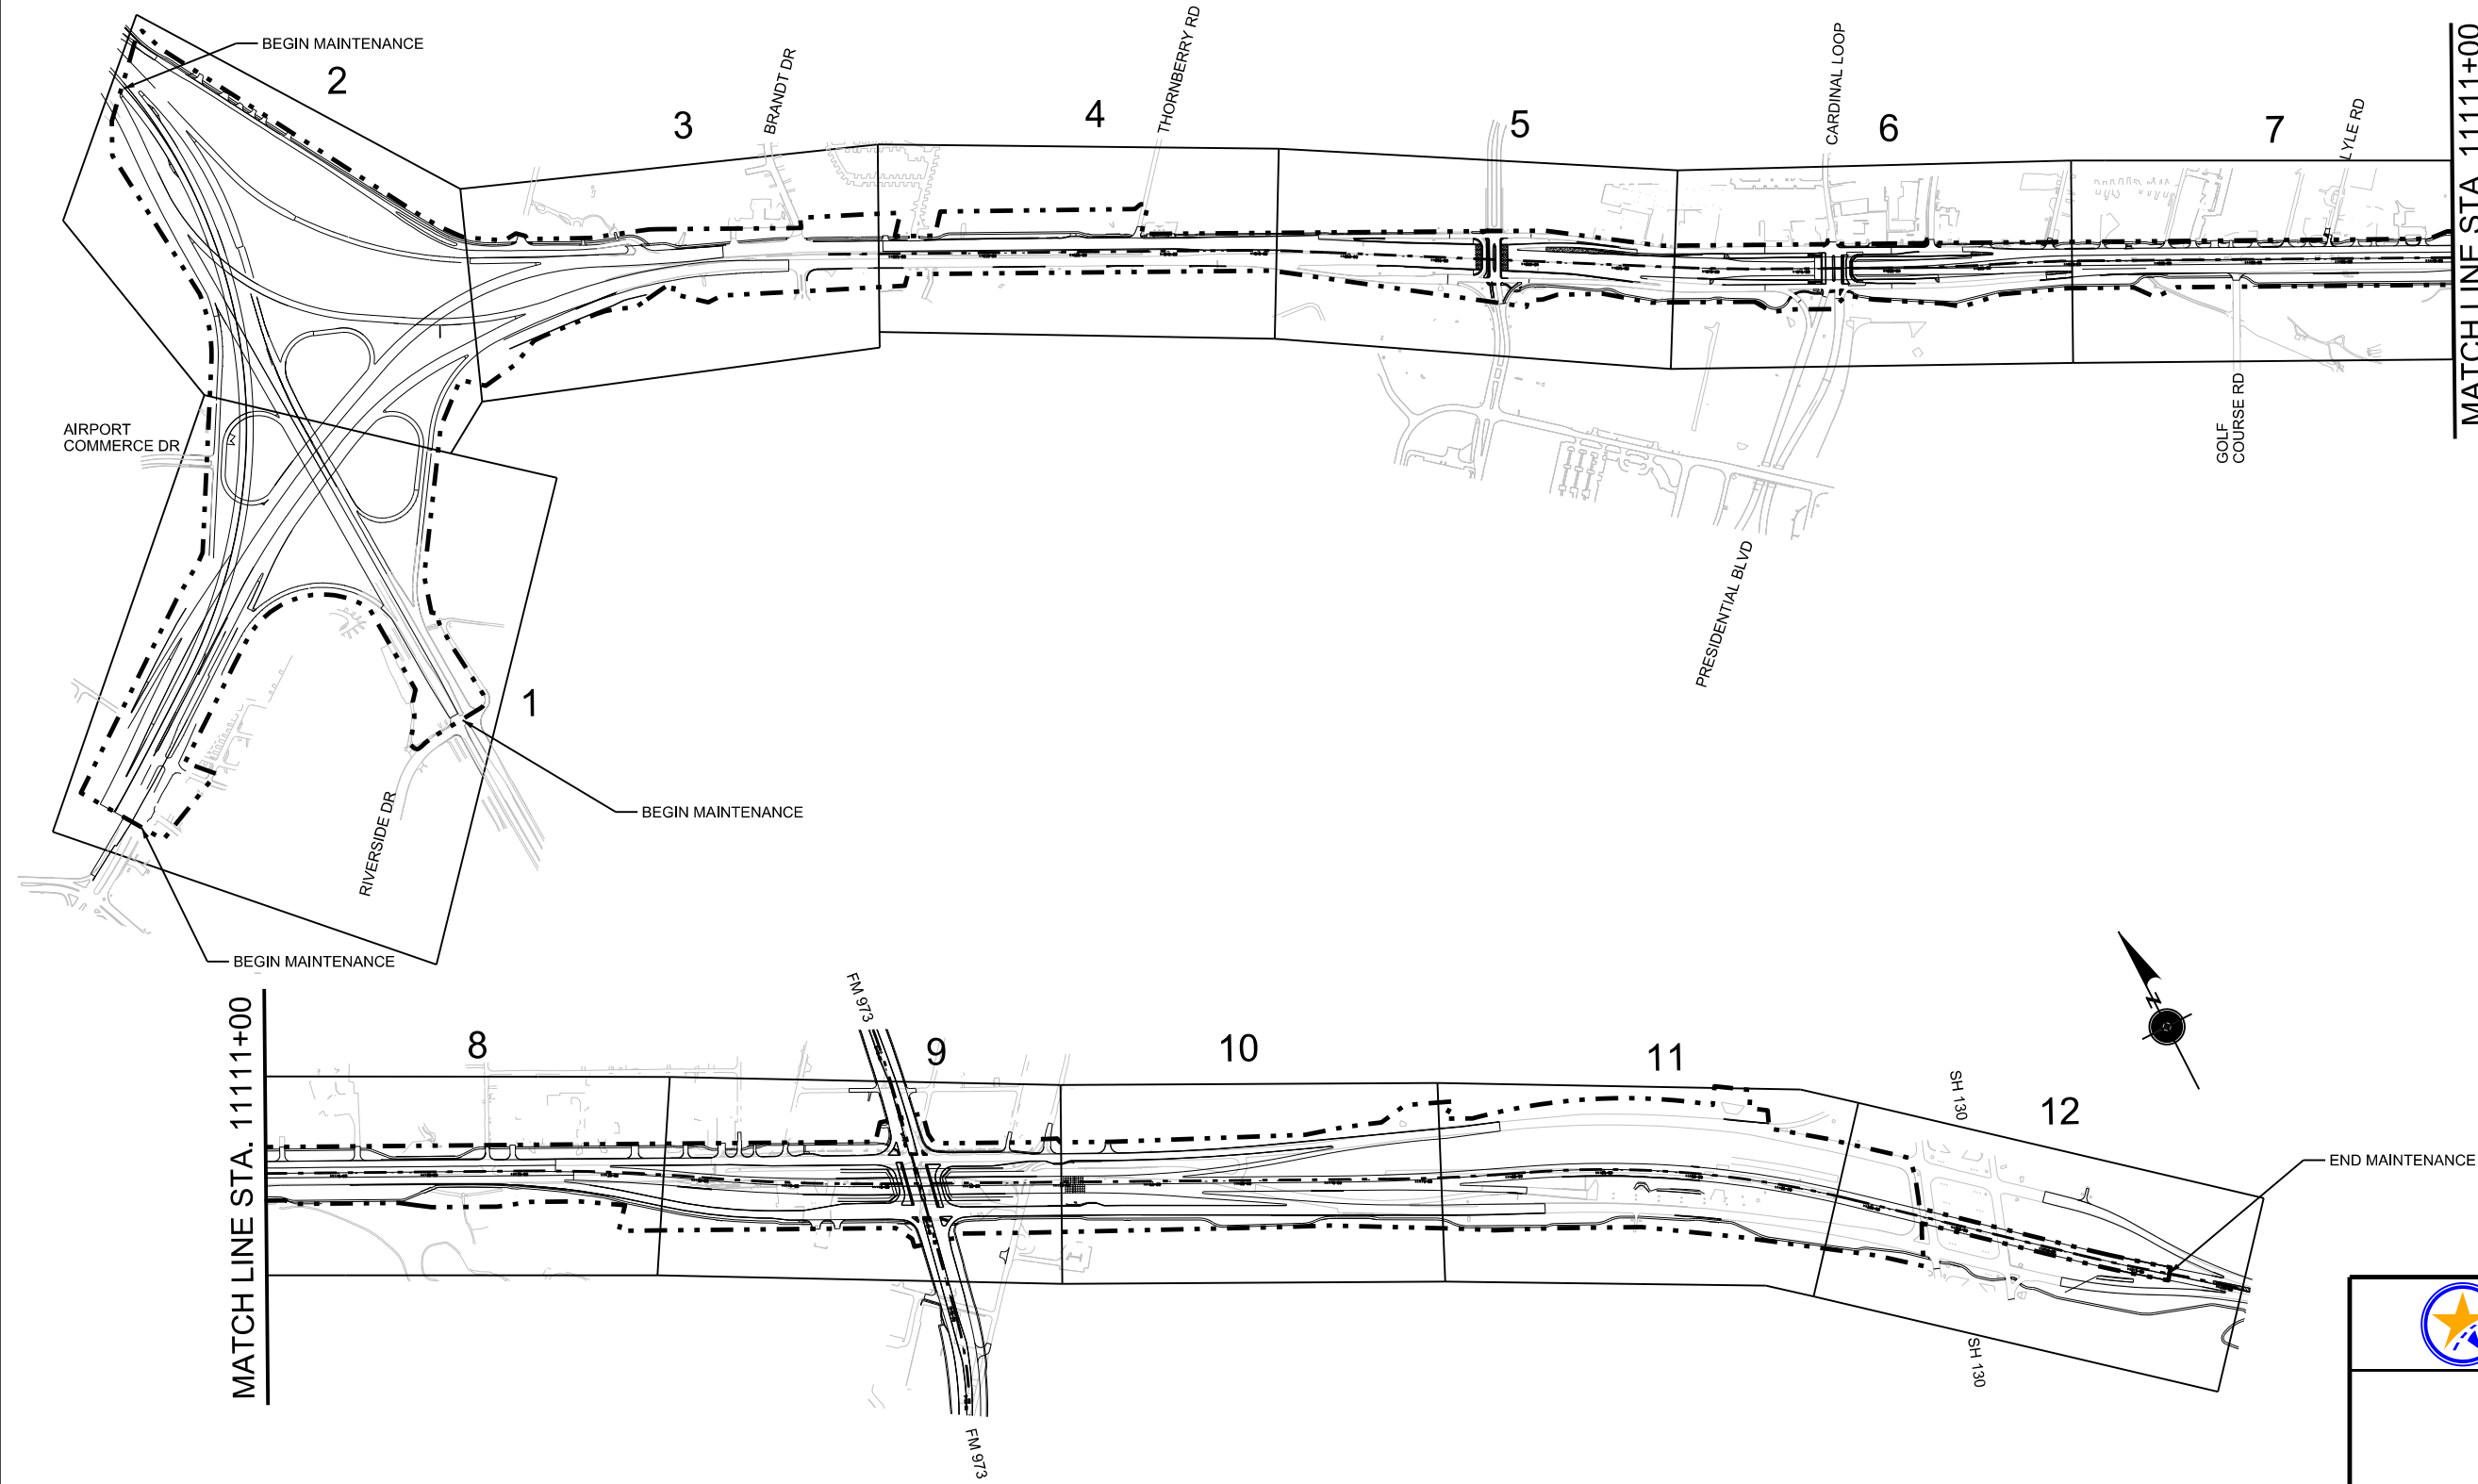 BEGIN MAINTENANCE
2
3
BRANDT DR
4
THORNBERRY RD
5
CARDINAL LOOP
6
7
LYLE RD
MATCH LINE STA. 11111+00
AIRPORT
COMMERCE DR
GOLF
COURSE RD
PRESIDENTIAL BLVD
1
BEGIN MAINTENANCE
RIVERSIDE DR
BEGIN MAINTENANCE
MATCH LINE STA. 11111+00
8
FM 973
9
10
11
SH 130
12
N
END MAINTENANCE
SH 130
FM 973